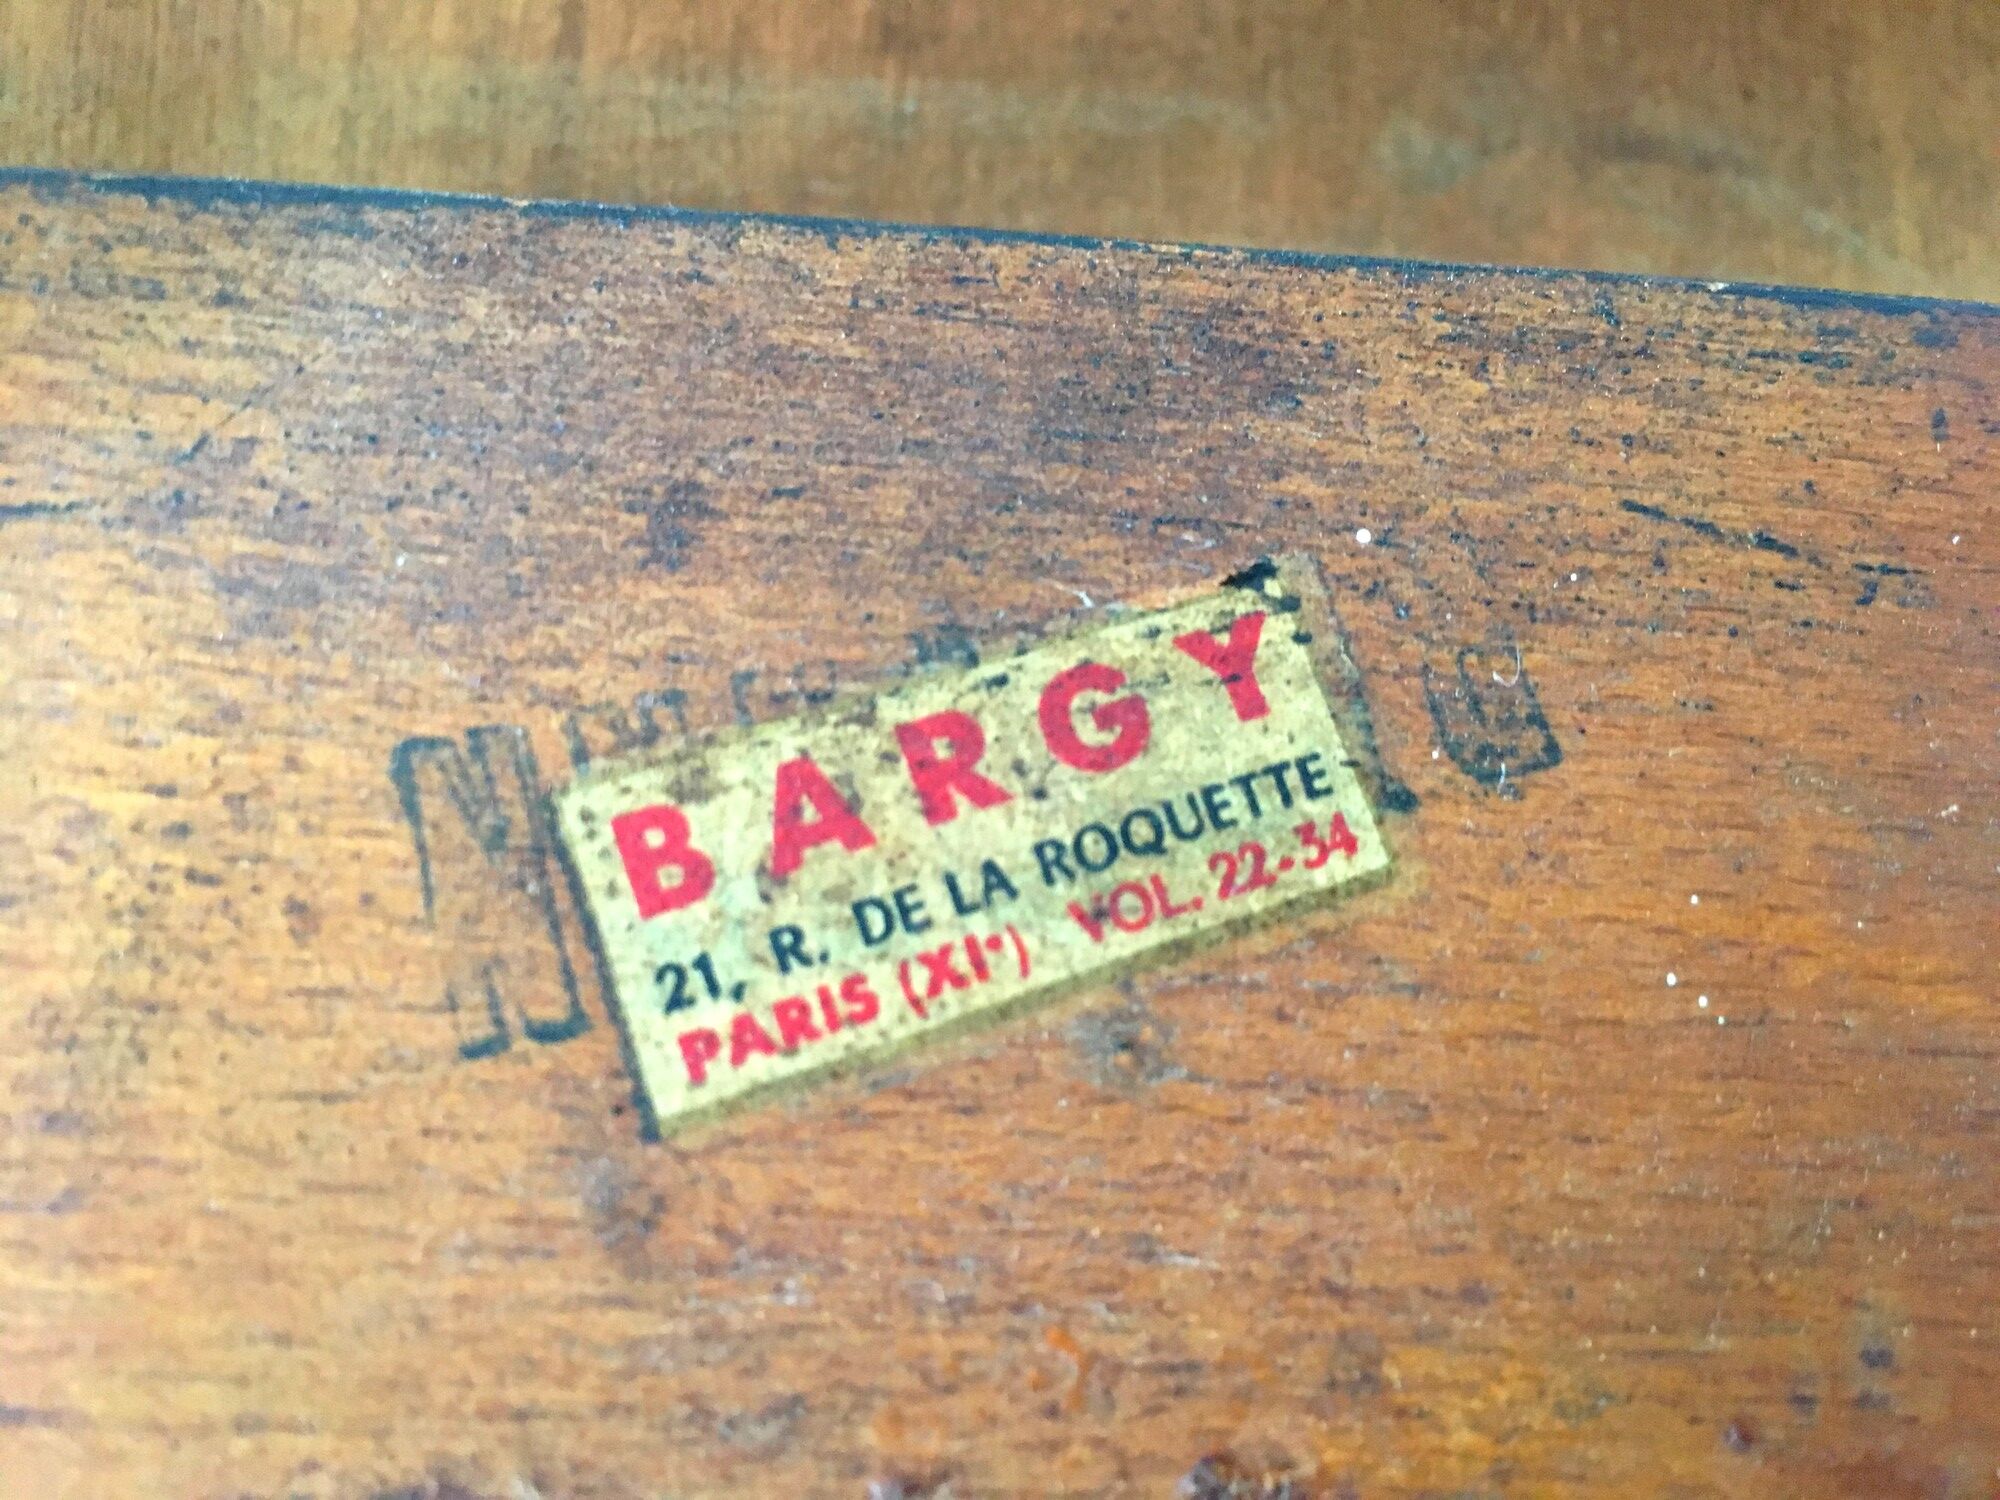 BARGY
21, R. DE LA ROQUETTE
PARIS (XI•) VOL. 22-34